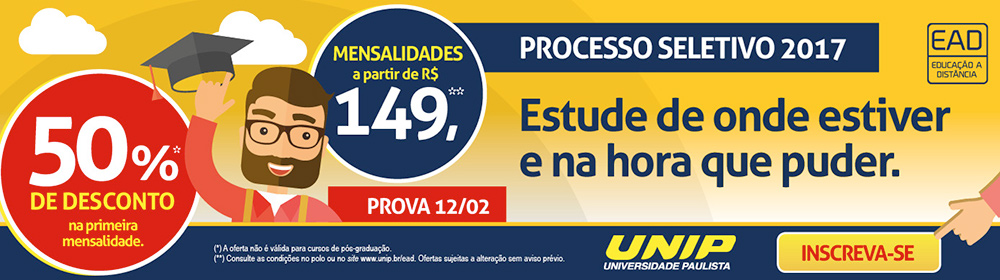 50%*
DE DESCONTO
na primeira
mensalidade.
MENSALIDADES
a partir de R$
149,**
PROVA 12/02
PROCESSO SELETIVO 2017
EAD
EDUCAÇÃO A
DISTÂNCIA
Estude de onde estiver
e na hora que puder.
(*) A oferta não é válida para cursos de pós-graduação.
(**) Consulte as condições no polo ou no site www.unip.br/ead. Ofertas sujeitas a alteração sem aviso prévio.
UNIP
UNIVERSIDADE PAULISTA
INSCREVA-SE